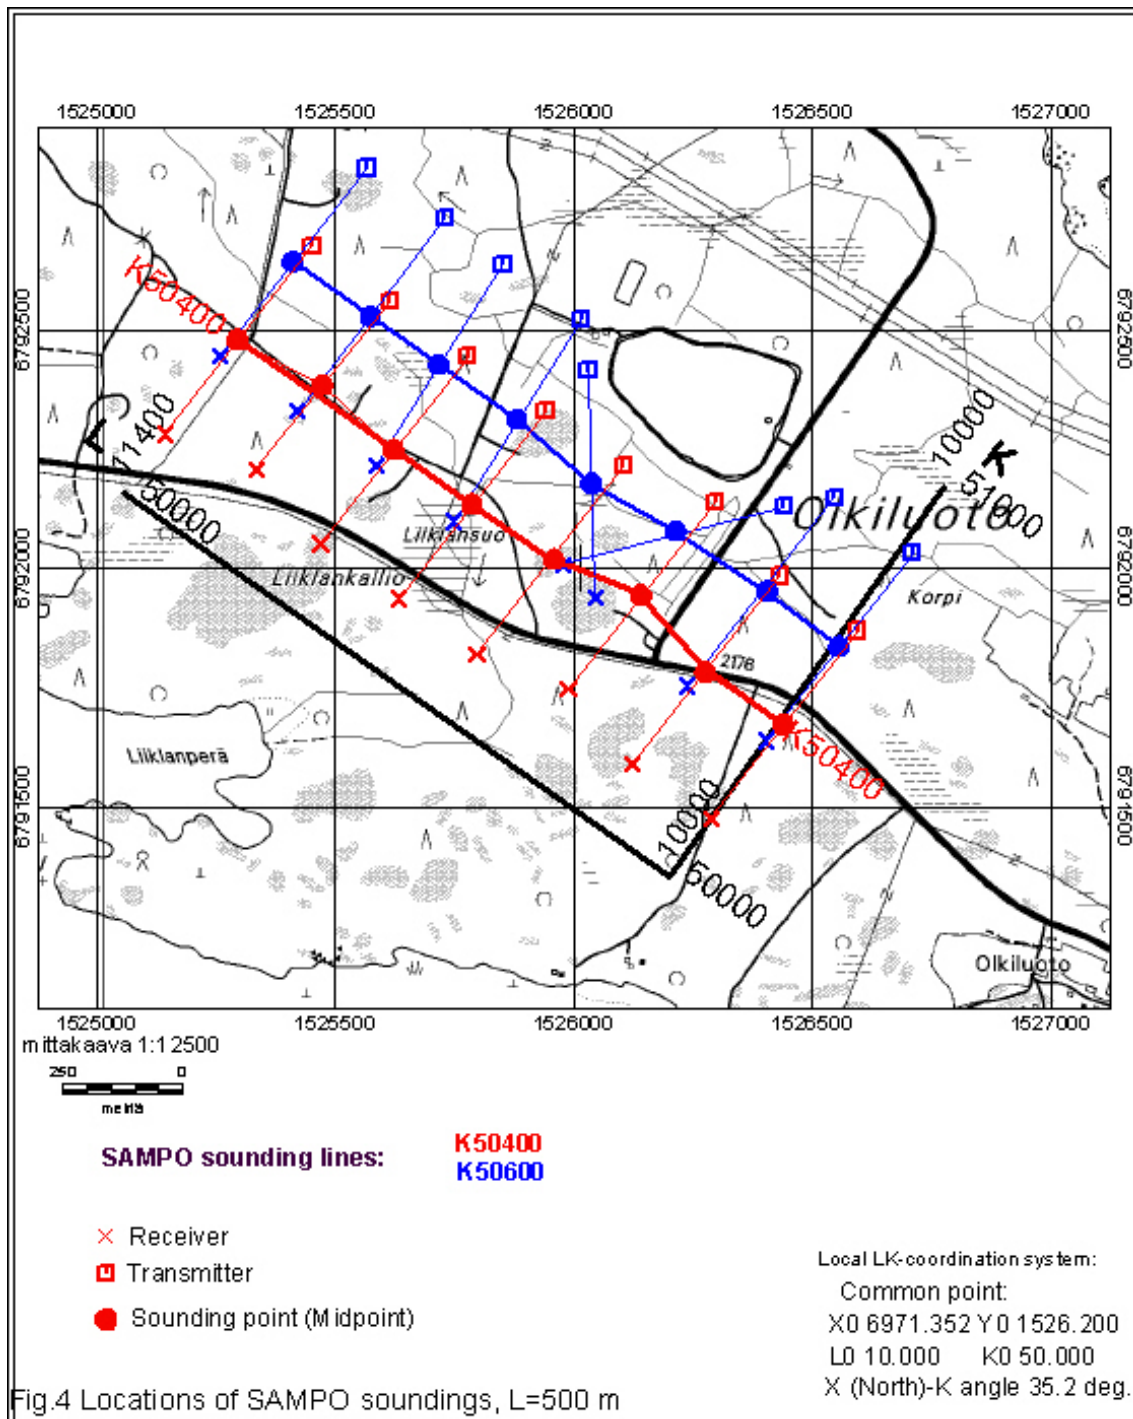 1525000 1525500 1526000 1526500 1527000
K50400
6792500 6792500
L 11400
50000
10000 K
51000
Olkiluoto
Liiklansuo
Liiklankallio
6792000 6792000
Korpi
2178
Liiklanperä
K50400
10000
50000
6791500 6791500
Olkiluoto
1525000 1525500 1526000 1526500 1527000
mittakaava 1:12500
250 0
metriä
SAMPO sounding lines: K50400
K50600
Receiver
Transmitter
Sounding point (Midpoint)
Local LK-coordination system:
Common point:
X0 6971.352 Y0 1526.200
L0 10.000 K0 50.000
X (North)-K angle 35.2 deg.
Fig.4 Locations of SAMPO soundings, L=500 m